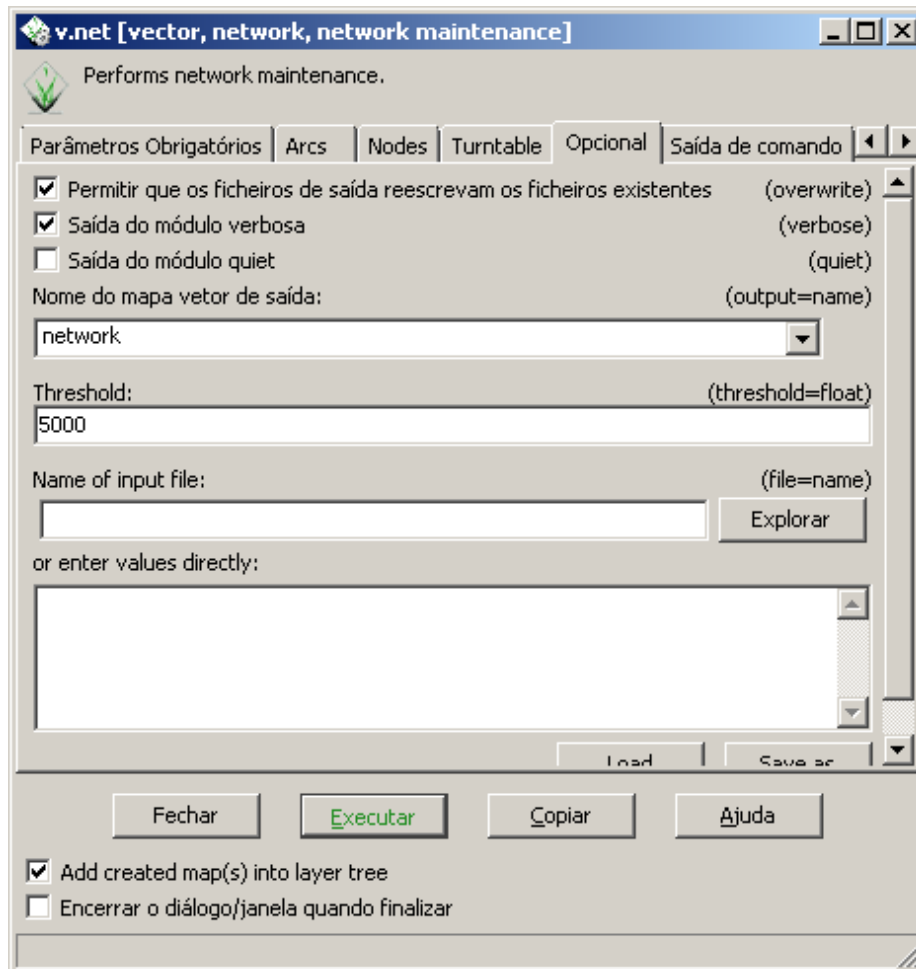 v.net [vector, network, network maintenance]
Performs network maintenance.
Parâmetros Obrigatórios Arcs Nodes Turntable Opcional Saída de comando
Permitir que os ficheiros de saída reescrevam os ficheiros existentes (overwrite)
Saída do módulo verbosa (verbose)
Saída do módulo quiet (quiet)
Nome do mapa vetor de saída: (output=name)
network
Threshold: (threshold=float)
5000
Name of input file: (file=name)
Explorar
or enter values directly:
Load Save as
Fechar Executar Copiar Ajuda
Add created map(s) into layer tree
Encerrar o diálogo/janela quando finalizar